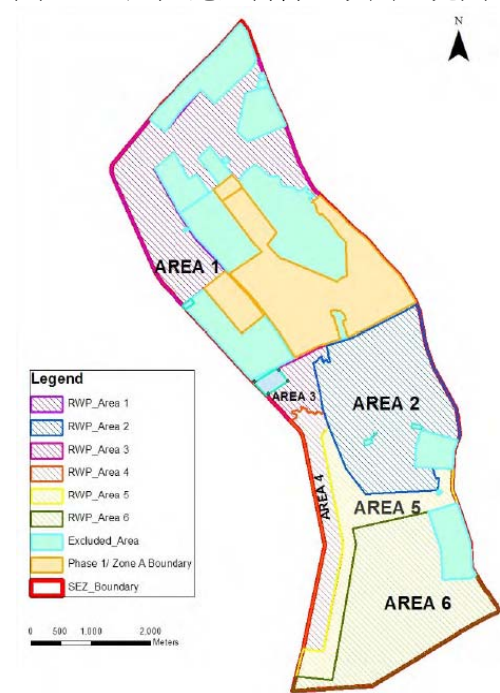 N
AREA 1
AREA 3
AREA 2
AREA 4
AREA 5
AREA 6
Legend
RWP_Area 1
RWP_Area 2
RWP_Area 3
RWP_Area 4
RWP_Area 5
RWP_Area 6
Excluded_Area
Phase 1/ Zone A Boundary
SEZ_Boundary
0 500 1,000 2,000
Meters